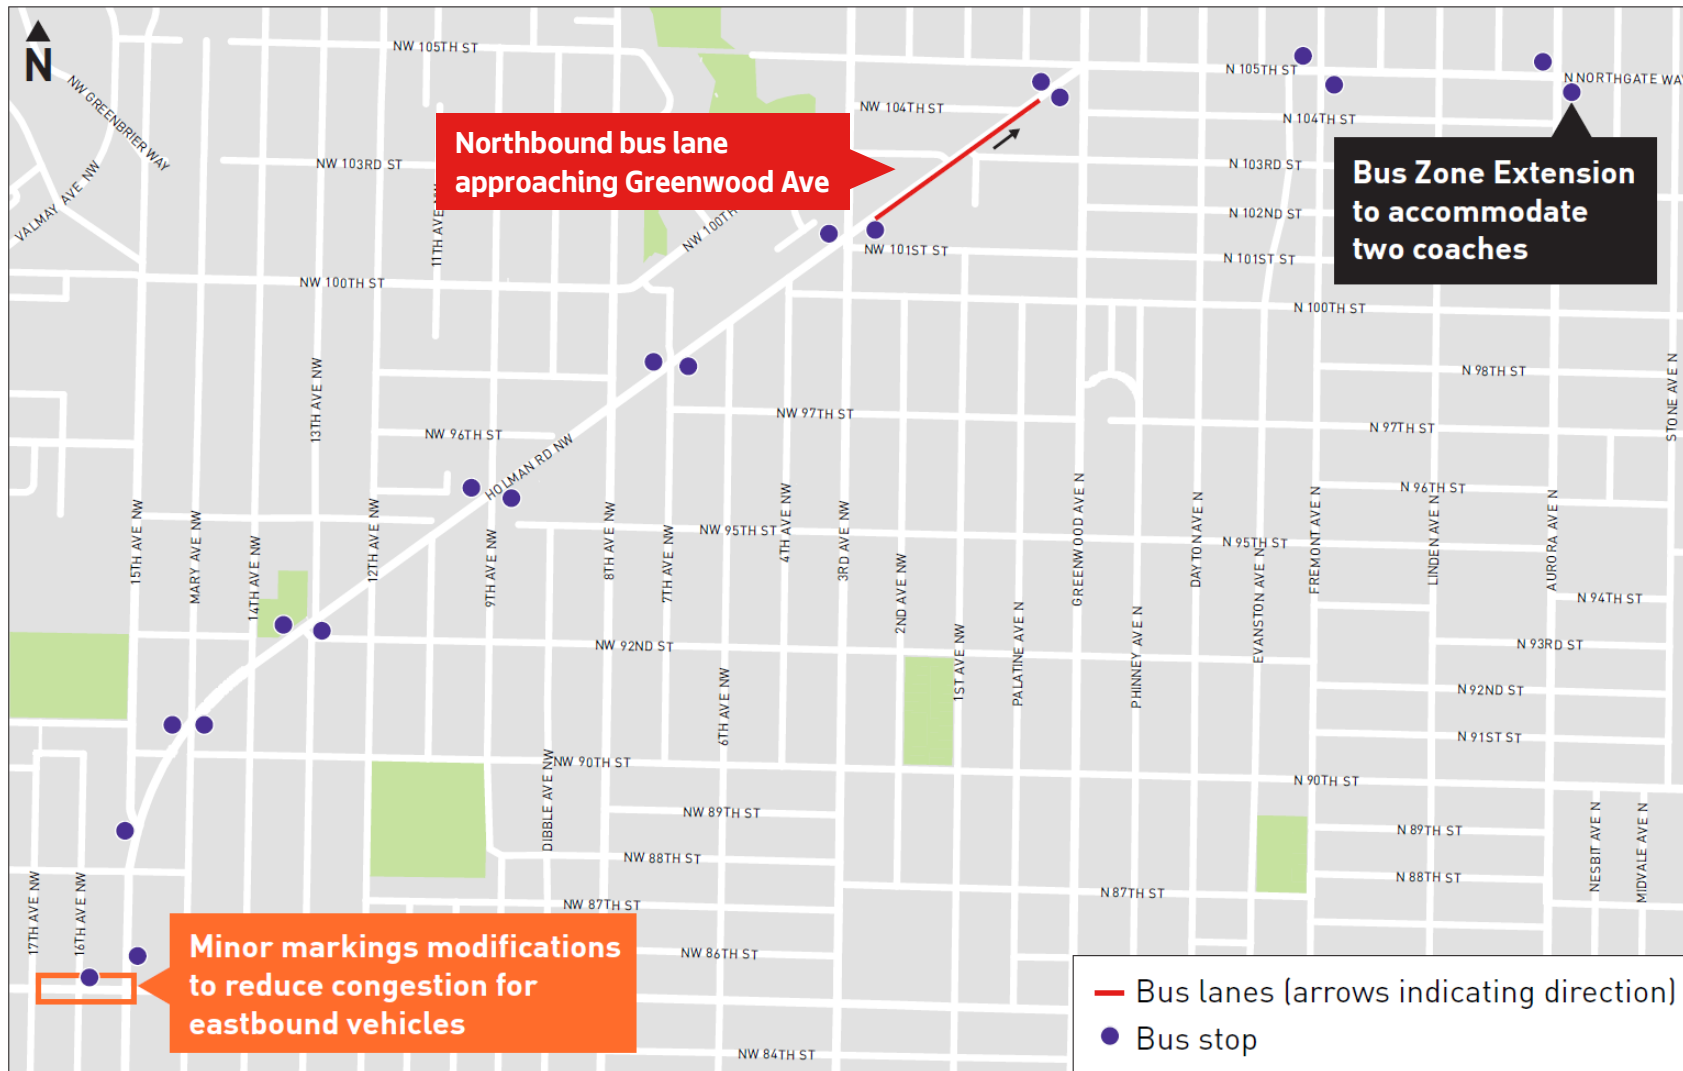 N
NW 105TH ST
NW GREENBRIER WAY
VALMAY AVE NW
NW 103RD ST
11TH AVE NW
NW 104TH ST
N 105TH ST
N NORTHGATE WAY
N 104TH ST
N 103RD ST
N 102ND ST
N 101ST ST
Northbound bus lane
approaching Greenwood Ave
Bus Zone Extension
to accommodate
two coaches
NW 100TH
NW 101ST ST
NW 100TH ST
N 100TH ST
13TH AVE NW
N 98TH ST
STONE AVE N
NW 97TH ST
N 97TH ST
NW 96TH ST
HOLMAN RD NW
N 96TH ST
15TH AVE NW
MARY AVE NW
14TH AVE NW
12TH AVE NW
9TH AVE NW
8TH AVE NW
7TH AVE NW
NW 95TH ST
4TH AVE NW
3RD AVE NW
2ND AVE NW
1ST AVE NW
PALATINE AVE N
GREENWOOD AVE N
PHINNEY AVE N
DAYTON AVE N
N 95TH ST
EVANSTON AVE N
FREMONT AVE N
LINDEN AVE N
AURORA AVE N
N 94TH ST
NW 92ND ST
N 93RD ST
N 92ND ST
6TH AVE NW
N 91ST ST
NW 90TH ST
N 90TH ST
DIBBLE AVE NW
NW 89TH ST
N 89TH ST
NESBIT AVE N
MIDVALE AVE N
NW 88TH ST
N 88TH ST
N 87TH ST
17TH AVE NW
16TH AVE NW
NW 87TH ST
NW 86TH ST
Minor markings modifications
to reduce congestion for
eastbound vehicles
NW 84TH ST
Bus lanes (arrows indicating direction)
Bus stop